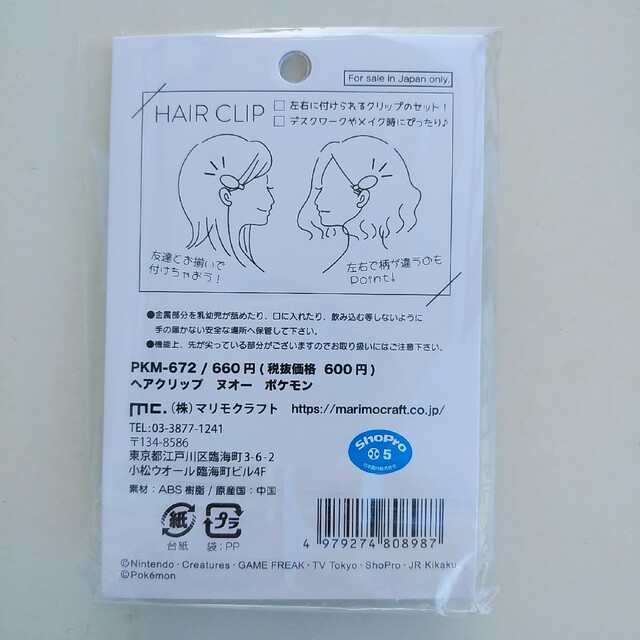 For sale in Japan only.
HAIR CLIP
□ 左右に付けられるクリップのセット!
□ デスクワークやメイク時にぴったり♪
友達とお揃いで
付けちゃおう!
左右で柄が違うのも
Point♩
●金属部分を乳幼児が舐めたり、口に入れたり、飲み込む等しないように
手の届かない安全な場所へ保管して下さい。
●機能上、先が尖っている部分がございますのでお取り扱いにはご注意下さい。
PKM-672 / 660円(税抜価格 600円)
ヘアクリップ ヌオー ポケモン
mc. (株)マリモクラフト https://marimocraft.co.jp/
TEL:03-3877-1241
〒134-8586
東京都江戸川区臨海町3-6-2
小松ウオール臨海町ビル4F
素材:ABS樹脂 / 原産国:中国
ShoPro
5
日本国内販売許諾
紙
プラ
台紙 袋:PP
4 979274 808987
©Nintendo・Creatures・GAME FREAK・TV Tokyo・ShoPro・JR Kikaku
©Pokémon